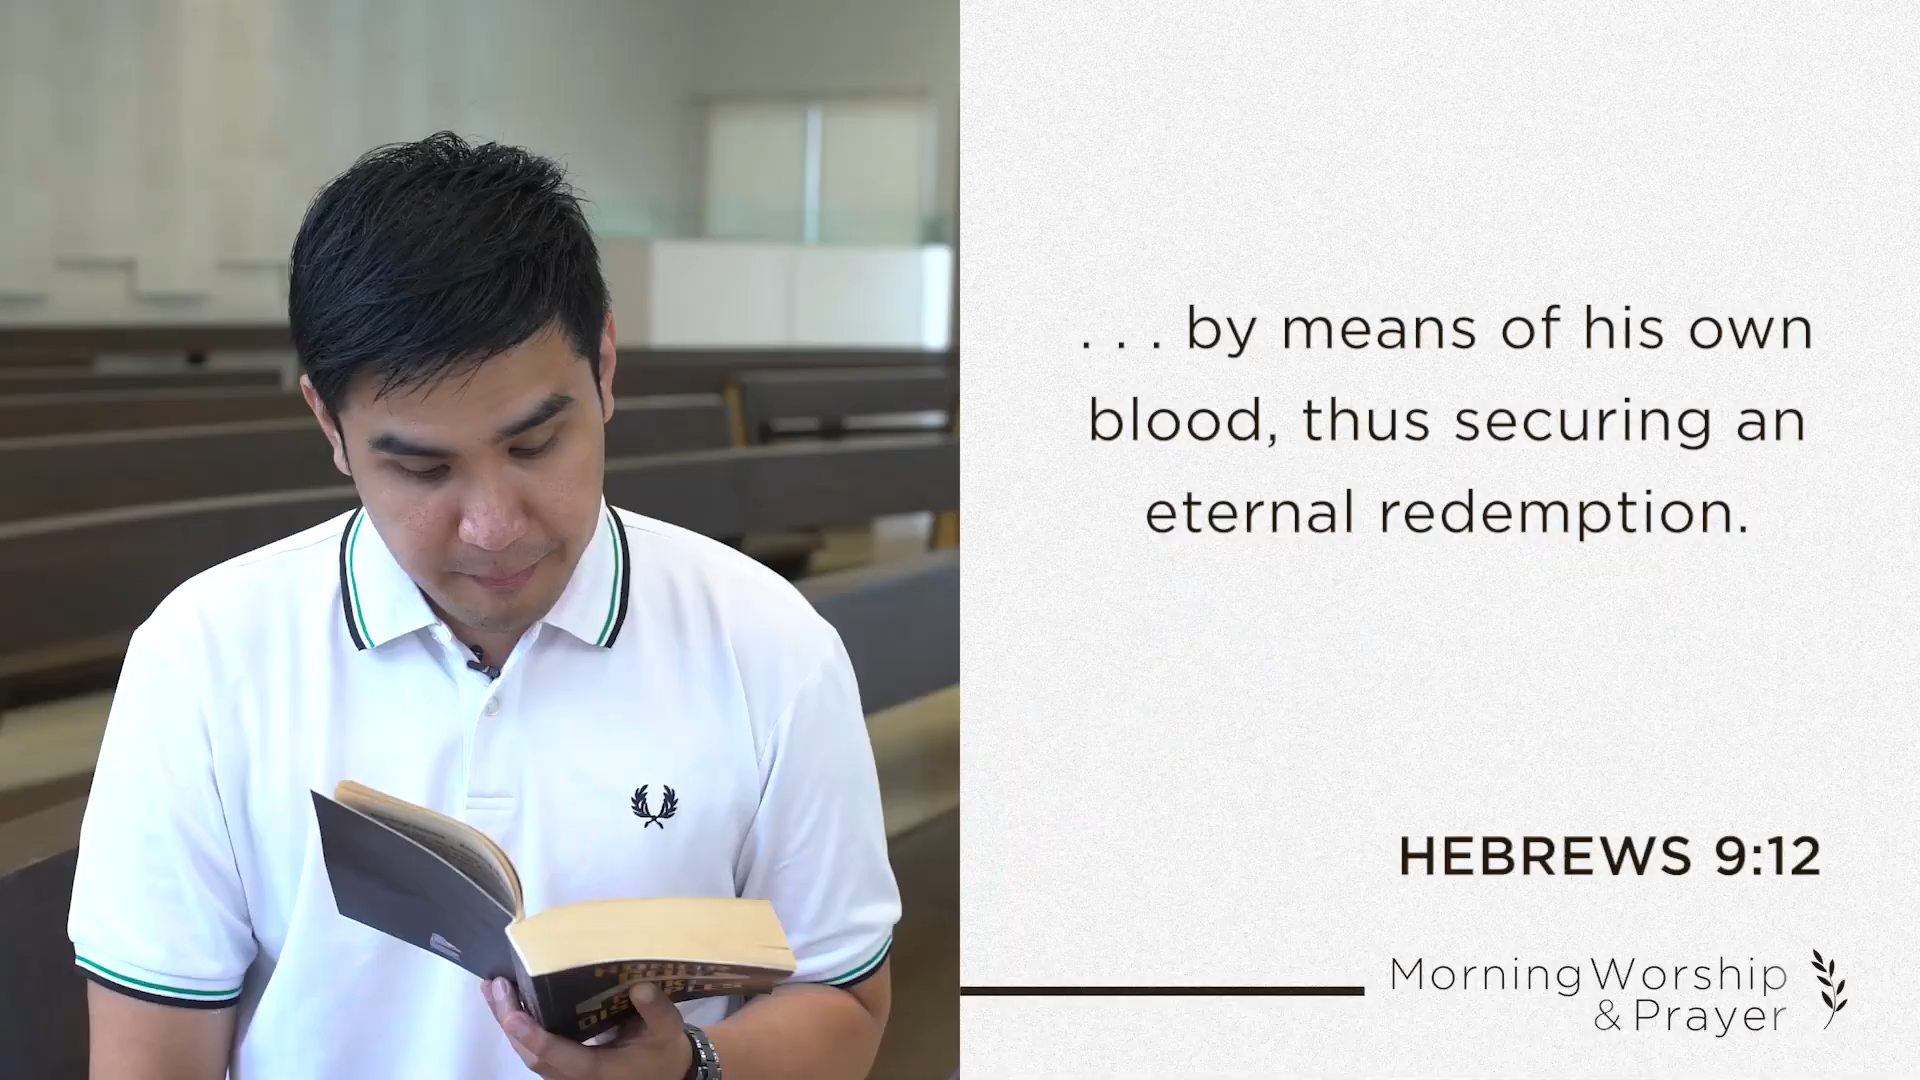 . . . by means of his own
blood, thus securing an
eternal redemption.
HEBREWS 9:12
Morning Worship
& Prayer